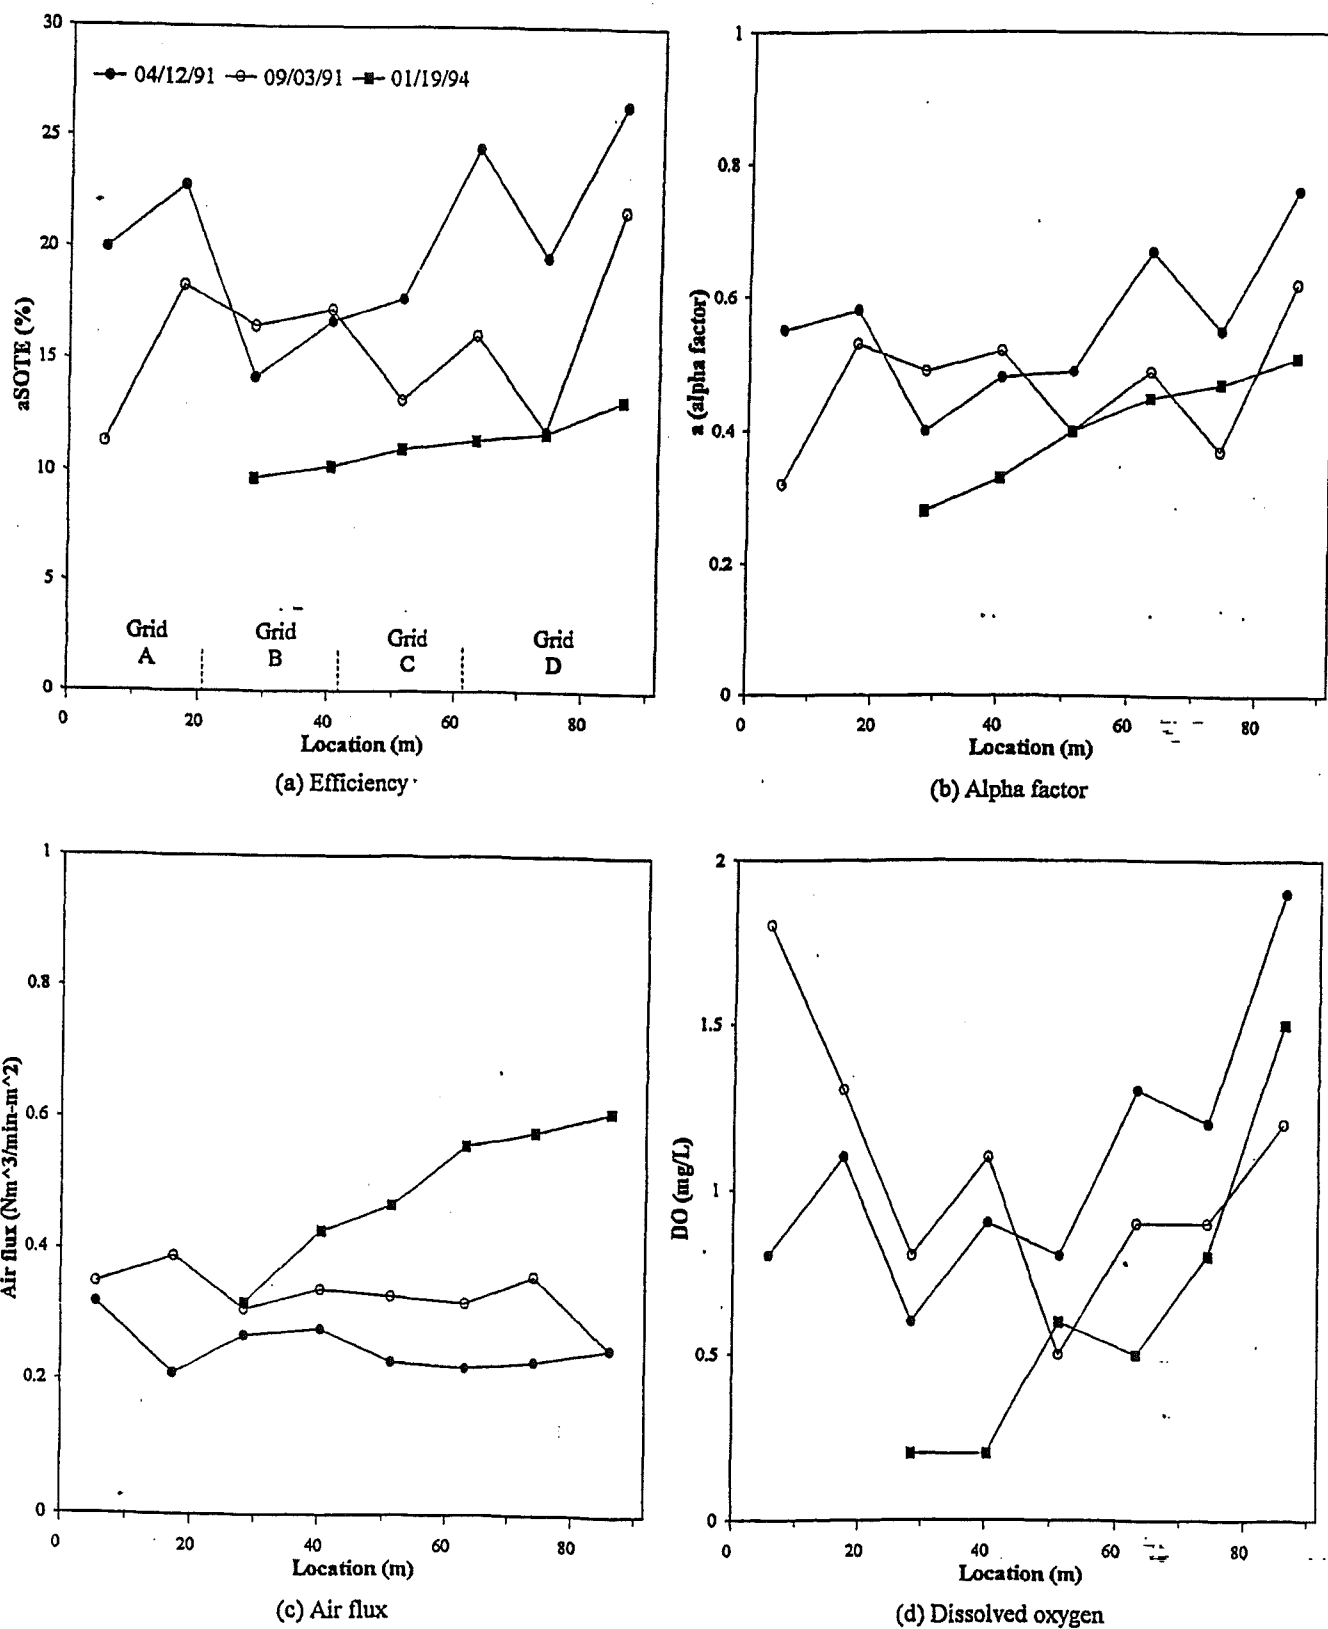 30
25
20
15
10
5
0
aSOTE (%)
04/12/91 09/03/91 01/19/94
Grid A
Grid B
Grid C
Grid D
0 20 40 60 80
Location (m)
(a) Efficiency
1
0.8
0.6
0.4
0.2
0
a (alpha factor)
0 20 40 60 80
Location (m)
(b) Alpha factor
1
0.8
0.6
0.4
0.2
0
Air flux (Nm^3/min-m^2)
0 20 40 60 80
Location (m)
(c) Air flux
2
1.5
1
0.5
0
DO (mg/L)
0 20 40 60 80
Location (m)
(d) Dissolved oxygen